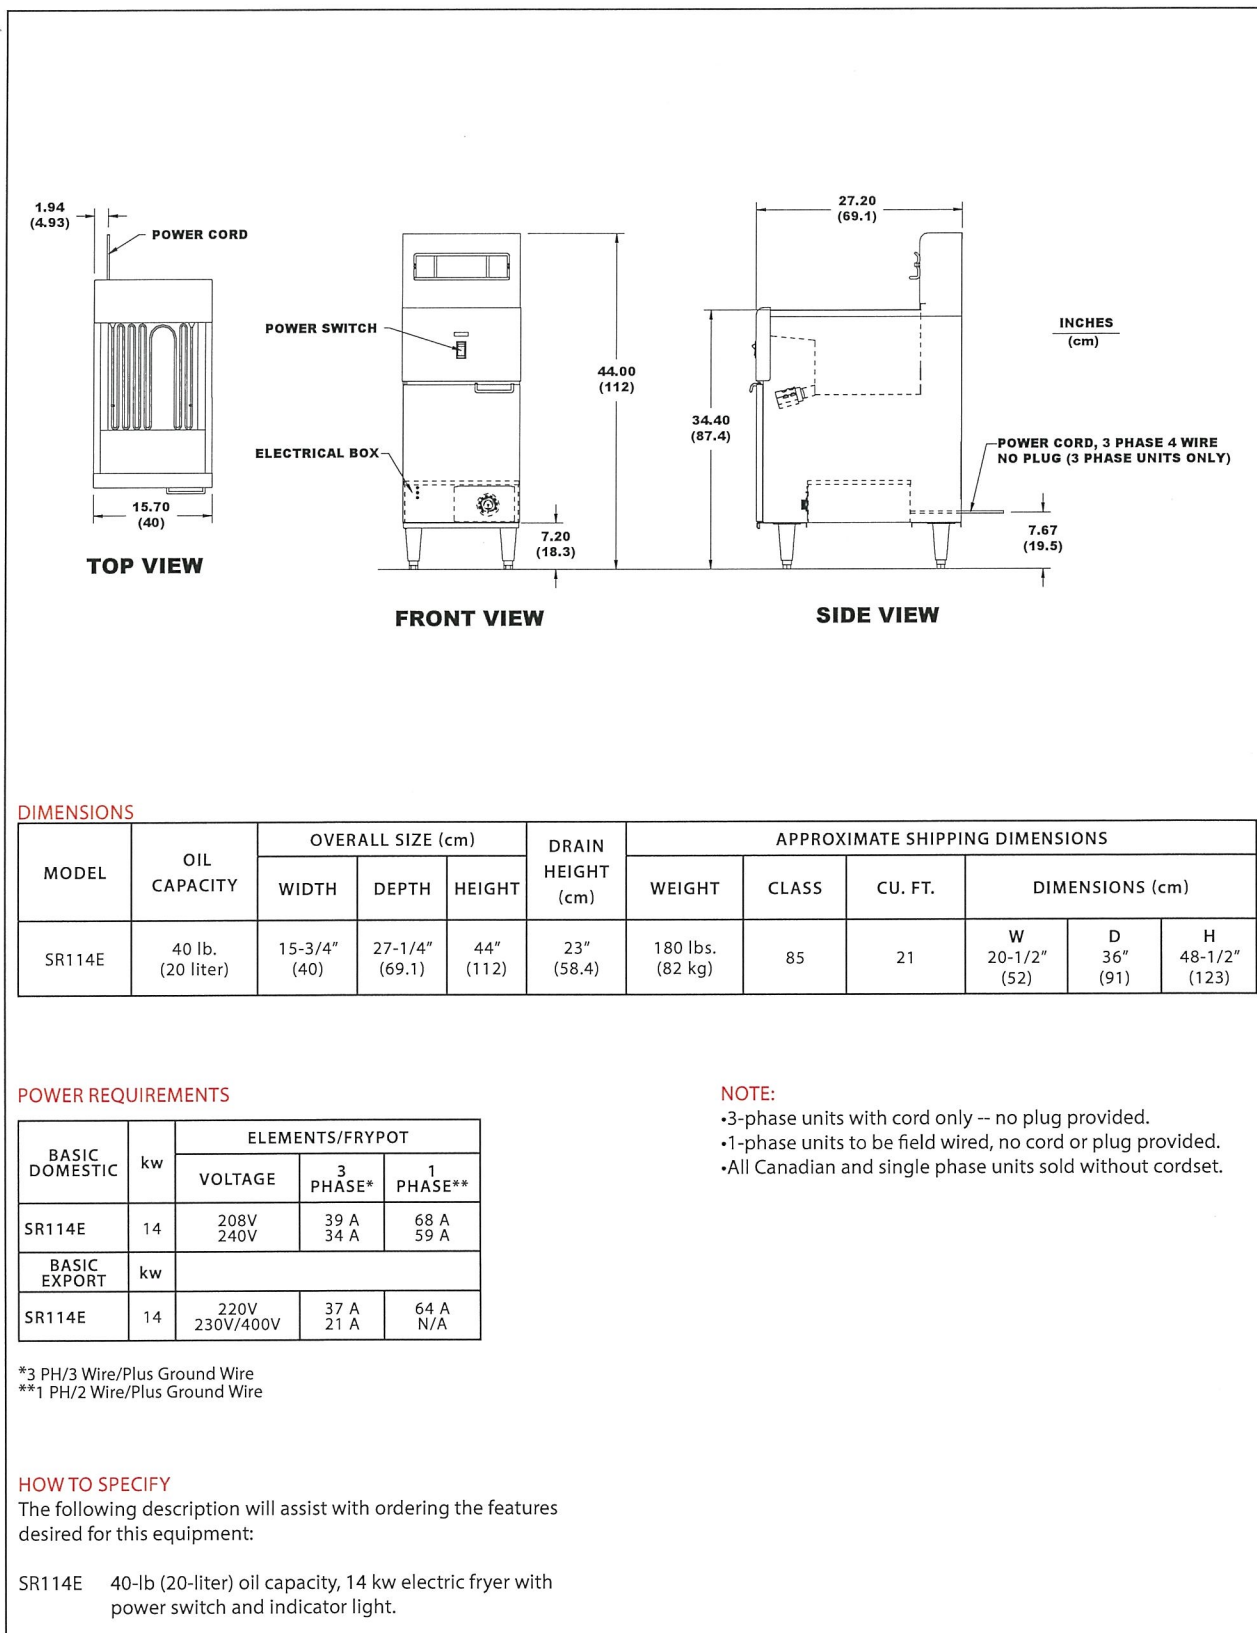 1.94
(4.93)
POWER CORD
15.70
(40)
TOP VIEW
POWER SWITCH
ELECTRICAL BOX
44.00
(112)
7.20
(18.3)
FRONT VIEW
27.20
(69.1)
34.40
(87.4)
INCHES
(cm)
POWER CORD, 3 PHASE 4 WIRE
NO PLUG (3 PHASE UNITS ONLY)
7.67
(19.5)
SIDE VIEW
DIMENSIONS
MODEL
OIL
CAPACITY
OVERALL SIZE (cm)
WIDTH DEPTH HEIGHT
DRAIN
HEIGHT
(cm)
APPROXIMATE SHIPPING DIMENSIONS
WEIGHT CLASS CU. FT. DIMENSIONS (cm)
SR114E
40 lb.
(20 liter)
15-3/4"
(40)
27-1/4"
(69.1)
44"
(112)
23"
(58.4)
180 lbs.
(82 kg)
85
21
W
20-1/2"
(52)
D
36"
(91)
H
48-1/2"
(123)
POWER REQUIREMENTS
BASIC
DOMESTIC
kw
ELEMENTS/FRYPOT
VOLTAGE
3
PHASE*
1
PHASE**
SR114E
14
208V
240V
39 A
34 A
68 A
59 A
BASIC
EXPORT
kw
SR114E
14
220V
230V/400V
37 A
21 A
64 A
N/A
*3 PH/3 Wire/Plus Ground Wire
**1 PH/2 Wire/Plus Ground Wire
NOTE:
•3-phase units with cord only -- no plug provided.
•1-phase units to be field wired, no cord or plug provided.
•All Canadian and single phase units sold without cordset.
HOW TO SPECIFY
The following description will assist with ordering the features
desired for this equipment:
SR114E 40-lb (20-liter) oil capacity, 14 kw electric fryer with
power switch and indicator light.